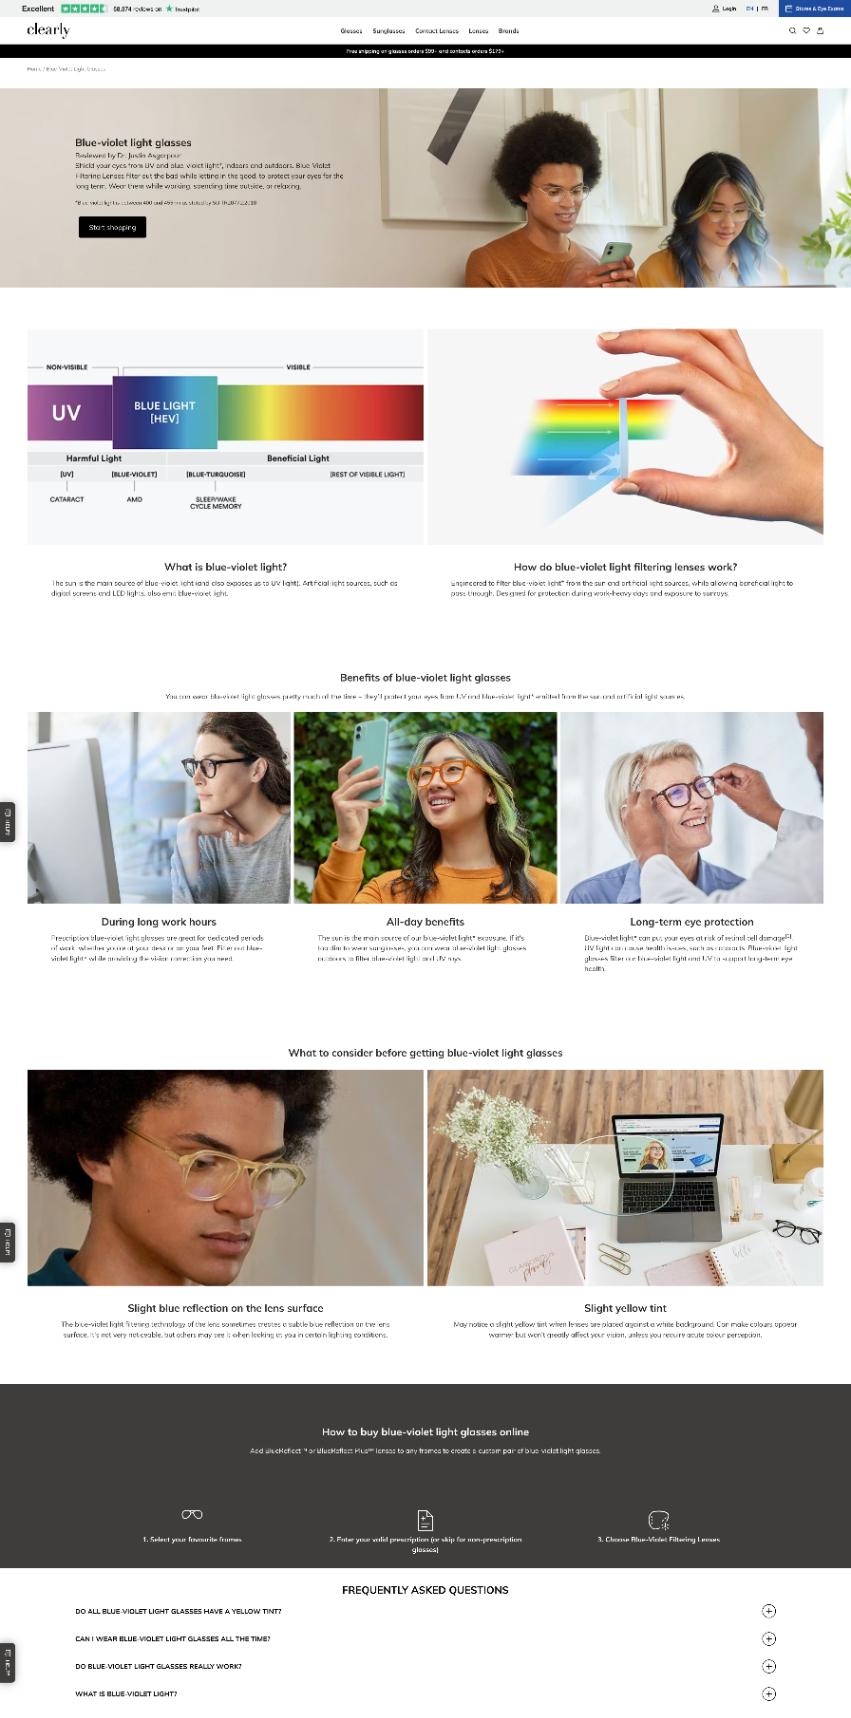 Excellent 58,074 reviews on Trustpilot
Login EN | FR Stores & Eye Exams
clearly
Glasses Sunglasses Contact Lenses Lenses Brands
Free shipping on glasses orders $99+ and contacts orders $179+
Home / Blue-Violet Light Glasses
Blue-violet light glasses
Reviewed by Dr. Justin Asgarpour
Shield your eyes from UV and blue-violet light*, indoors and outdoors. Blue-Violet
Filtering Lenses filter out the bad while letting in the good, to protect your eyes for the
long term. Wear them while working, spending time outside, or relaxing.
*Blue-violet light is between 400 and 455 nm as stated by
Start shopping
NON-VISIBLE VISIBLE
UV
BLUE LIGHT
[HEV]
Harmful Light Beneficial Light
[UV] [BLUE-VIOLET] [BLUE-TURQUOISE] [REST OF VISIBLE LIGHT]
CATARACT AMD SLEEP/WAKE
CYCLE MEMORY
What is blue-violet light?
The sun is the main source of blue-violet light (and also exposes us to UV light). Artificial light sources, such as
digital screens and LED lights, also emit blue-violet light.
How do blue-violet light filtering lenses work?
Engineered to filter blue-violet light* from the sun and artificial light sources, while allowing beneficial light to
pass through. Designed for protection during work-heavy days and exposure to sunrays.
Benefits of blue-violet light glasses
You can wear blue-violet light glasses pretty much all the time – they'll protect your eyes from UV and blue-violet light* emitted from the sun and artificial light sources.
During long work hours
Prescription blue-violet light glasses are great for dedicated periods
of work, whether you're at your desk or on your feet. Filter out blue-
violet light* while providing the vision correction you need.
All-day benefits
The sun is the main source of our blue-violet light* exposure. If it's
too dim to wear sunglasses, you can wear blue-violet light glasses
outdoors to filter blue-violet light and UV rays.
Long-term eye protection
Blue-violet light* can put your eyes at risk of retinal cell damage
UV light can cause health issues, such as cataracts. Blue-violet light
glasses filter our blue-violet light and UV to support long-term eye
health.
What to consider before getting blue-violet light glasses
Slight blue reflection on the lens surface
The blue-violet light filtering technology of the lens sometimes creates a subtle blue reflection on the lens
surface. It's not very noticeable, but others may see it when looking at you in certain lighting conditions.
Slight yellow tint
May notice a slight yellow tint when lenses are placed against a white background. Can make colours appear
warmer but won't greatly affect your vision, unless you require acute colour perception.
How to buy blue-violet light glasses online
Add BlueReflect™ or BlueReflect Plus™ lenses to any frames to create a custom pair of blue-violet light glasses.
1. Select your favourite frames
2. Enter your valid prescription (or skip for non-prescription
glasses)
3. Choose Blue-Violet Filtering Lenses
FREQUENTLY ASKED QUESTIONS
DO ALL BLUE-VIOLET LIGHT GLASSES HAVE A YELLOW TINT?
CAN I WEAR BLUE-VIOLET LIGHT GLASSES ALL THE TIME?
DO BLUE-VIOLET LIGHT GLASSES REALLY WORK?
WHAT IS BLUE-VIOLET LIGHT?
HELP!
HELP!
HELP!